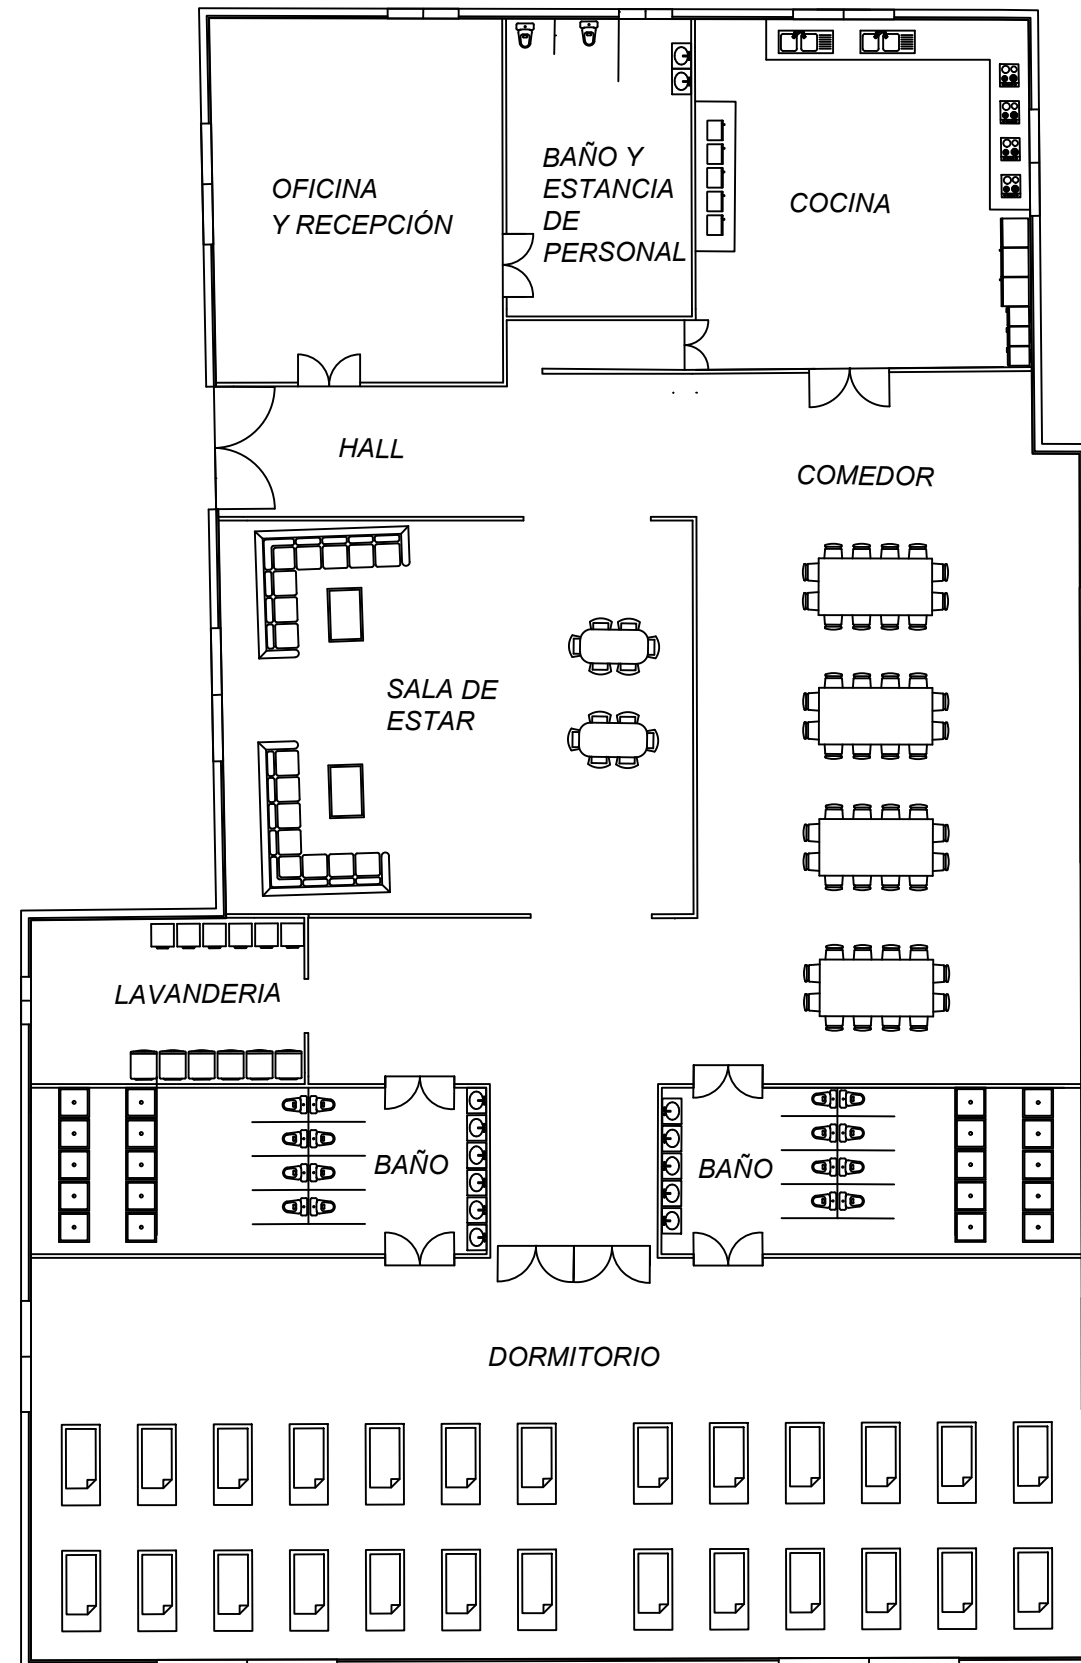 OFICINA
Y RECEPCIÓN
BAÑO Y
ESTANCIA
DE
PERSONAL
COCINA
HALL
COMEDOR
SALA DE
ESTAR
LAVANDERIA
BAÑO
BAÑO
DORMITORIO